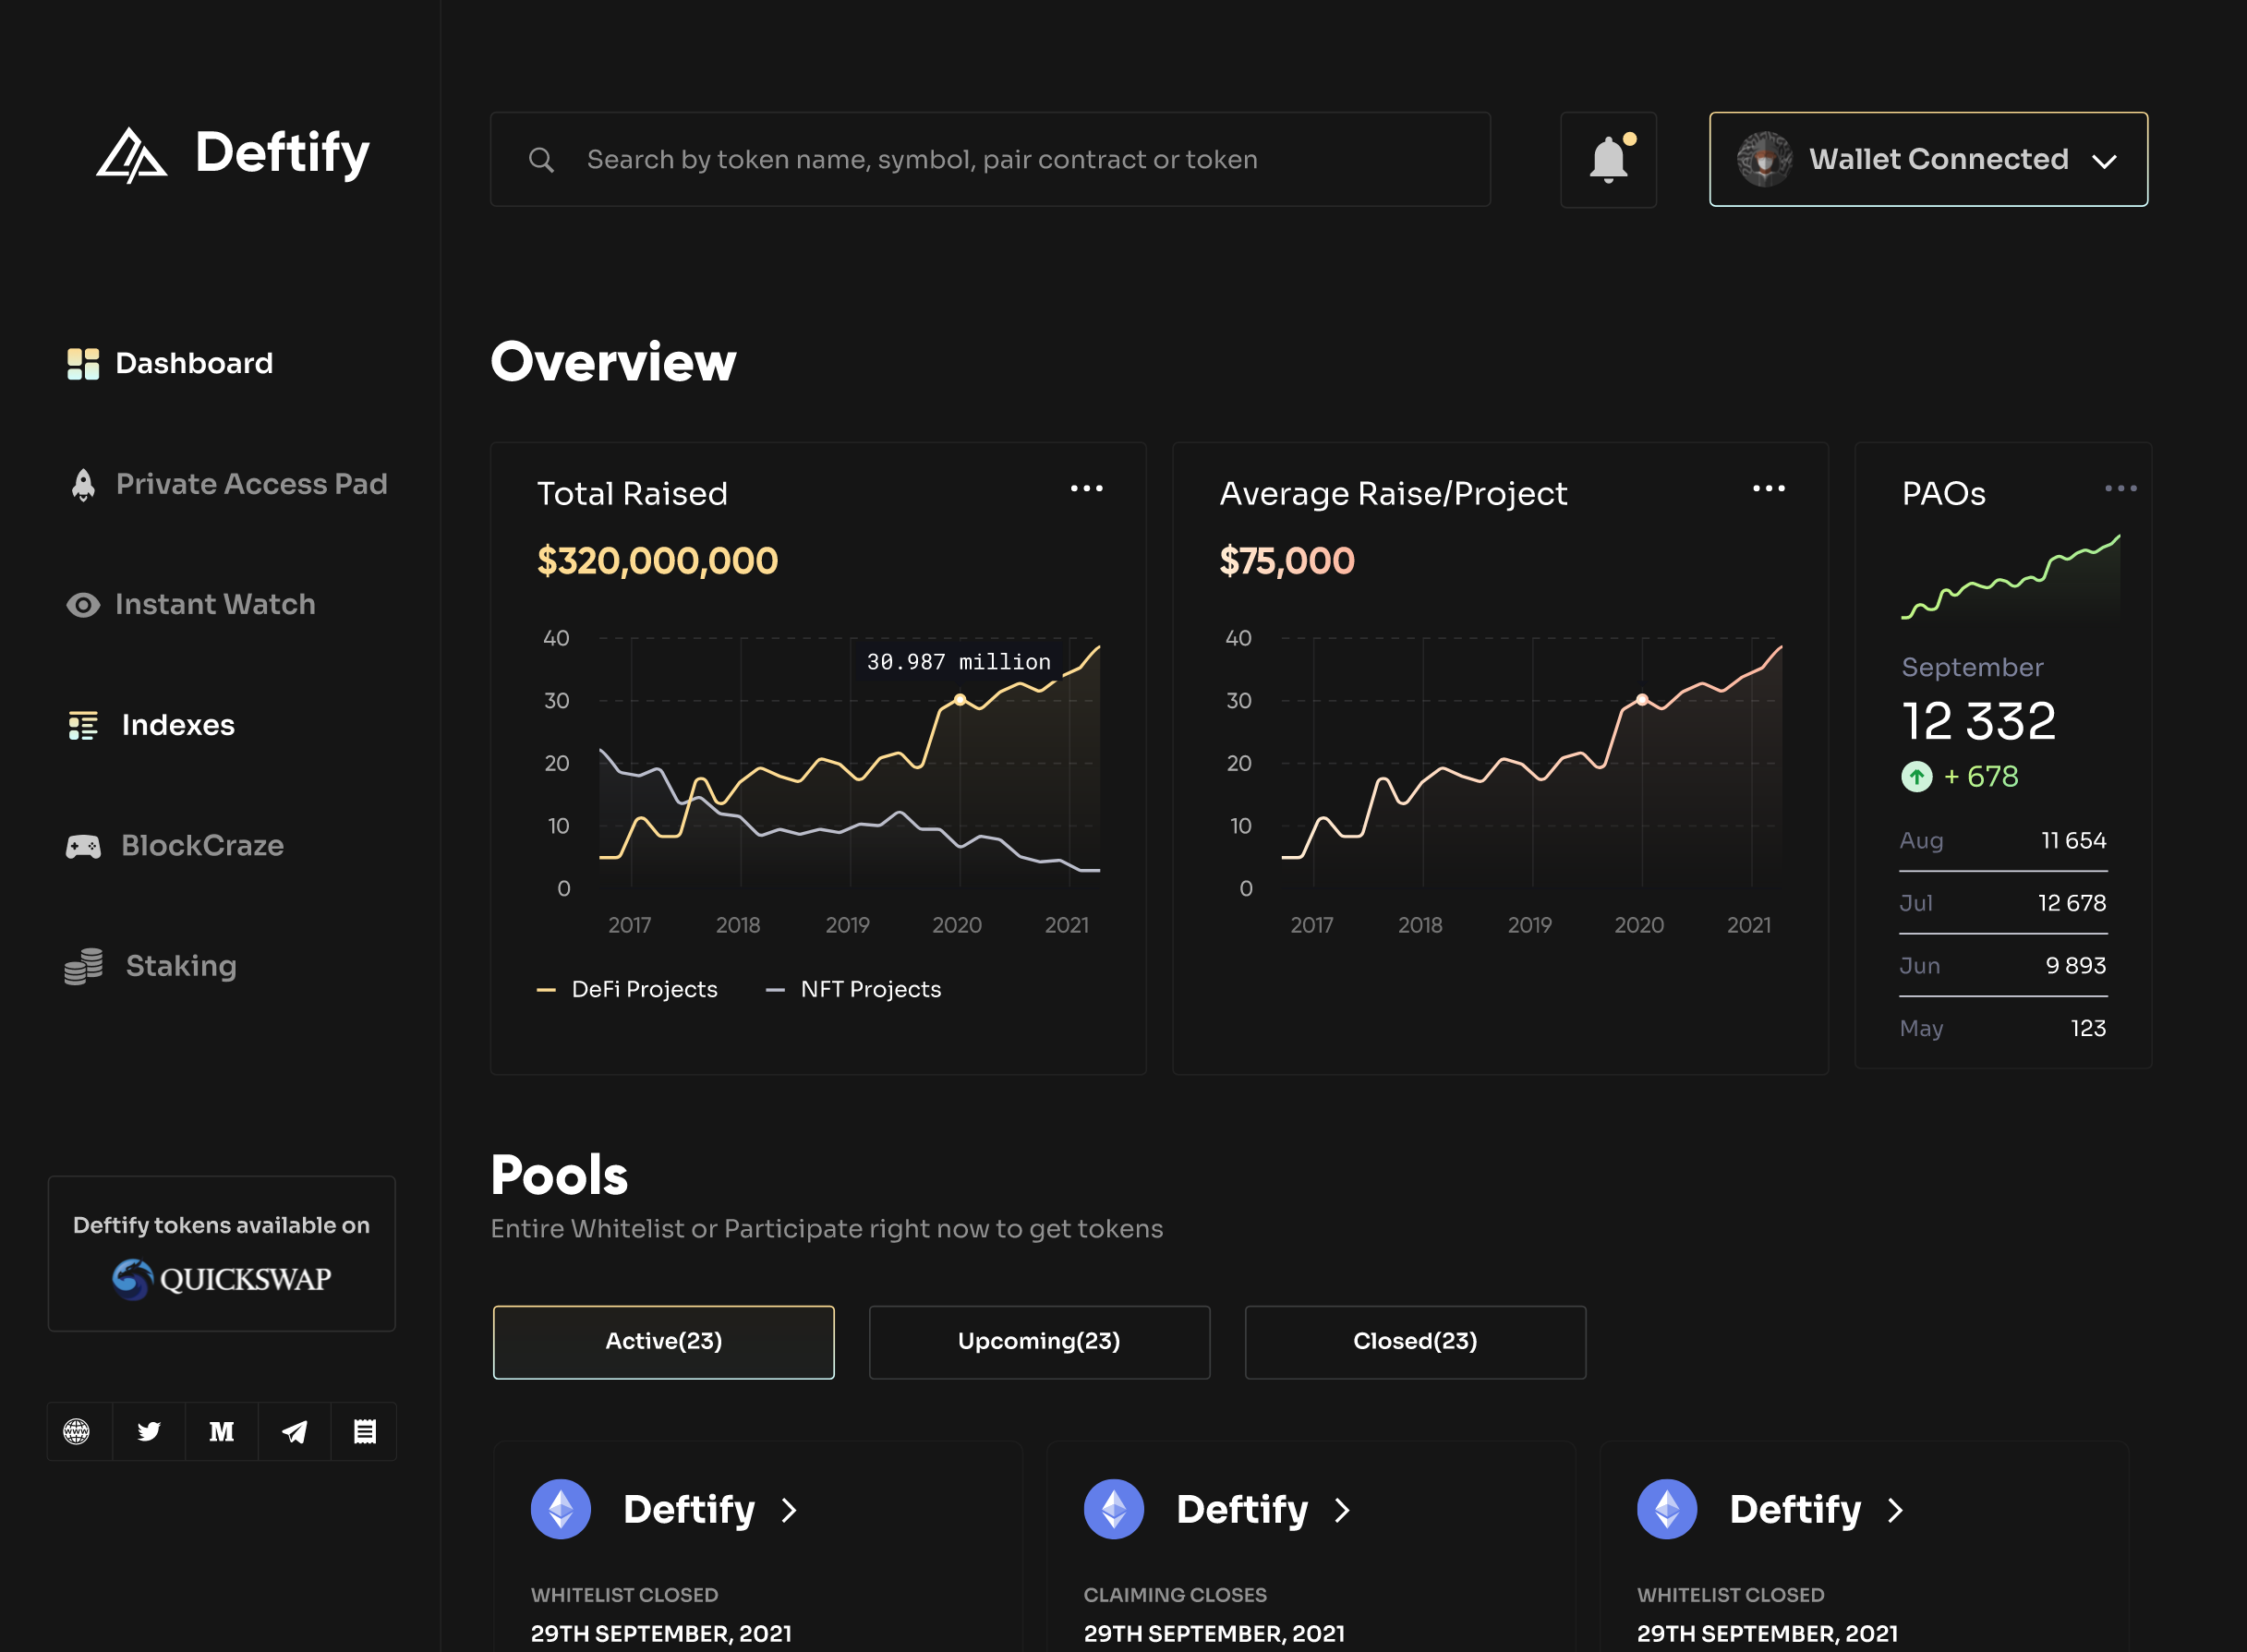 Deftify
Search by token name, symbol, pair contract or token
Wallet Connected
Dashboard
Private Access Pad
Instant Watch
Indexes
BlockCraze
Staking
Deftify tokens available on
QUICKSWAP
WWW
M
Overview
Total Raised
$320,000,000
40
30
20
10
0
30.987 million
2017 2018 2019 2020 2021
DeFi Projects NFT Projects
Average Raise/Project
$75,000
40
30
20
10
0
2017 2018 2019 2020 2021
PAOs
September
12 332
+ 678
Aug 11 654
Jul 12 678
Jun 9 893
May 123
Pools
Entire Whitelist or Participate right now to get tokens
Active(23) Upcoming(23) Closed(23)
Deftify
WHITELIST CLOSED
29TH SEPTEMBER, 2021
Deftify
CLAIMING CLOSES
29TH SEPTEMBER, 2021
Deftify
WHITELIST CLOSED
29TH SEPTEMBER, 2021